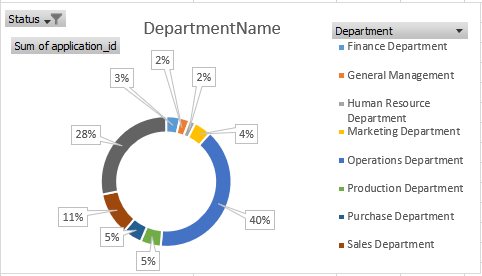 Status
DepartmentName
Department
Sum of application_id
Finance Department
General Management
Human Resource
Department
Marketing Department
Operations Department
Production Department
Purchase Department
Sales Department
3%
2%
2%
4%
28%
40%
11%
5%
5%